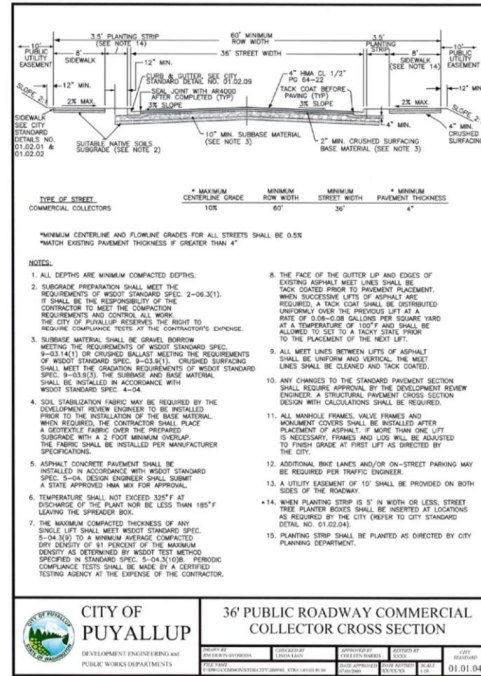 3.5' PLANTING STRIP
(SEE NOTE 14)
60' MINIMUM
ROW WIDTH
3.5'
PLANTING
STRIP
(SEE NOTE 14)
10'
PUBLIC
UTILITY
EASEMENT
8'
SIDEWALK
36' STREET WIDTH
8'
SIDEWALK
10'
PUBLIC
UTILITY
EASEMENT
12" MIN.
12" MIN.
CURB & GUTTER, SEE CITY
STANDARD DETAIL NO. 01.02.09
SEAL JOINT WITH AR4000
AFTER COMPLETED (TYP)
3% SLOPE
4" HMA CL 1/2"
PG 64-22
TACK COAT BEFORE
PAVING (TYP)
3% SLOPE
12" MIN
2% MAX.
2% MAX.
SIDEWALK
SEE CITY
STANDARD
DETAILS NO.
01.02.01 &
01.02.02
SUITABLE NATIVE SOILS
SUBGRADE (SEE NOTE 2)
10" MIN. SUBBASE MATERIAL
(SEE NOTE 3)
2" MIN. CRUSHED SURFACING
BASE MATERIAL (SEE NOTE 3)
4" MIN.
4" MIN.
CRUSHED
SURFACING
TYPE OF STREET
* MAXIMUM
CENTERLINE GRADE
MINIMUM
ROW WIDTH
MINIMUM
STREET WIDTH
* MINIMUM
PAVEMENT THICKNESS
COMMERCIAL COLLECTORS 10% 60' 36' 4"
*MINIMUM CENTERLINE AND FLOWLINE GRADES FOR ALL STREETS SHALL BE 0.5%
*MATCH EXISTING PAVEMENT THICKNESS IF GREATER THAN 4"
NOTES:
1. ALL DEPTHS ARE MINIMUM COMPACTED DEPTHS.
2. SUBGRADE PREPARATION SHALL MEET THE
REQUIREMENTS OF WSDOT STANDARD SPEC. 2-06.3(1).
IT SHALL BE THE RESPONSIBILITY OF THE
CONTRACTOR TO MEET THE COMPACTION
REQUIREMENTS AND CONTROL ALL WORK.
THE CITY OF PUYALLUP RESERVES THE RIGHT TO
REQUIRE COMPLIANCE TESTS AT THE CONTRACTOR'S EXPENSE.
3. SUBBASE MATERIAL SHALL BE GRAVEL BORROW
MEETING THE REQUIREMENTS OF WSDOT STANDARD SPEC.
9-03.14(1) OR CRUSHED BALLAST MEETING THE REQUIREMENTS
OF WSDOT STANDARD SPEC. 9-03.9(1). CRUSHED SURFACING
SHALL MEET THE GRADATION REQUIREMENTS OF WSDOT STANDARD
SPEC. 9-03.9(3). THE SUBBASE AND BASE MATERIAL
SHALL BE INSTALLED IN ACCORDANCE WITH
WSDOT STANDARD SPEC. 4-04.
4. SOIL STABILIZATION FABRIC MAY BE REQUIRED BY THE
DEVELOPMENT REVIEW ENGINEER TO BE INSTALLED
PRIOR TO THE INSTALLATION OF THE BASE MATERIAL.
WHEN REQUIRED, THE CONTRACTOR SHALL PLACE
A GEOTEXTILE FABRIC OVER THE PREPARED
SUBGRADE WITH A 2 FOOT MINIMUM OVERLAP.
THE FABRIC SHALL BE INSTALLED PER MANUFACTURER
SPECIFICATIONS.
5. ASPHALT CONCRETE PAVEMENT SHALL BE
INSTALLED IN ACCORDANCE WITH WSDOT STANDARD
SPEC. 5-04. DESIGN ENGINEER SHALL SUBMIT
A STATE APPROVED HMA MIX FOR APPROVAL.
6. TEMPERATURE SHALL NOT EXCEED 325°F AT
DISCHARGE OF THE PLANT NOR BE LESS THAN 185°F
LEAVING THE SPREADER BOX.
7. THE MAXIMUM COMPACTED THICKNESS OF ANY
SINGLE LIFT SHALL MEET WSDOT STANDARD SPEC.
5-04.3(9) TO A MINIMUM AVERAGE COMPACTED
DRY DENSITY OF 91 PERCENT OF THE MAXIMUM
DENSITY AS DETERMINED BY WSDOT TEST METHOD
SPECIFIED IN STANDARD SPEC. 5-04.3(10)B. PERIODIC
COMPLIANCE TESTS SHALL BE MADE BY A CERTIFIED
TESTING AGENCY AT THE EXPENSE OF THE CONTRACTOR.
8. THE FACE OF THE GUTTER LIP AND EDGES OF
EXISTING ASPHALT MEET LINES SHALL BE
TACK COATED PRIOR TO PAVEMENT PLACEMENT.
WHEN SUCCESSIVE LIFTS OF ASPHALT ARE
REQUIRED, A TACK COAT SHALL BE DISTRIBUTED
UNIFORMLY OVER THE PREVIOUS LIFT AT A
RATE OF 0.06-0.08 GALLONS PER SQUARE YARD
AT A TEMPERATURE OF 100°F AND SHALL BE
ALLOWED TO SET TO A TACKY STATE PRIOR
TO THE PLACEMENT OF THE NEXT LIFT.
9. ALL MEET LINES BETWEEN LIFTS OF ASPHALT
SHALL BE UNIFORM AND VERTICAL, THE MEET
LINES SHALL BE CLEANED AND TACK COATED.
10. ANY CHANGES TO THE STANDARD PAVEMENT SECTION
SHALL REQUIRE APPROVAL BY THE DEVELOPMENT REVIEW
ENGINEER. A STRUCTURAL PAVEMENT CROSS SECTION
DESIGN WITH CALCULATIONS SHALL BE REQUIRED.
11. ALL MANHOLE FRAMES, VALVE FRAMES AND
MONUMENT COVERS SHALL BE INSTALLED AFTER
PLACEMENT OF ASPHALT. IF MORE THAN ONE LIFT
IS NECESSARY, FRAMES AND LIDS WILL BE ADJUSTED
TO FINISH GRADE AT FIRST LIFT AS DIRECTED BY
THE CITY.
12. ADDITIONAL BIKE LANES AND/OR ON-STREET PARKING MAY
BE REQUIRED PER TRAFFIC ENGINEER.
13. A UTILITY EASEMENT OF 10' SHALL BE PROVIDED ON BOTH
SIDES OF THE ROADWAY.
*14. WHEN PLANTING STRIP IS 5' IN WIDTH OR LESS, STREET
TREE PLANTER BOXES SHALL BE INSERTED AT LOCATIONS
AS REQUIRED BY THE CITY (REFER TO CITY STANDARD
DETAIL NO. 01.02.04).
15. PLANTING STRIP SHALL BE PLANTED AS DIRECTED BY CITY
PLANNING DEPARTMENT.
CITY OF
PUYALLUP
DEVELOPMENT ENGINEERING and
PUBLIC WORKS DEPARTMENTS
36' PUBLIC ROADWAY COMMERCIAL
COLLECTOR CROSS SECTION
DRAWN BY
CHECKED BY
LINDA LIAN
APPROVED BY
COLLEEN HARRIS
REVISED BY
XXXX
FILE NAME
DATE APPROVED
DATE REVISED
XX/XX/XX
SCALE
CITY
STANDARD
01.01.04